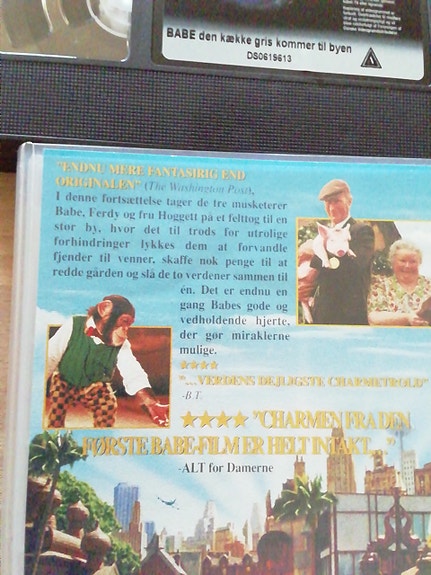 BABE den kække gris kommer til byen
DS0619613
"ENDNU MERE FANTASIRIG END
ORIGINALEN" (The Washington Post),
I denne fortsættelse tager de tre musketerer
Babe, Ferdy og fru Hoggett på et felttog til en
stor by, hvor det til trods for utrolige
forhindringer lykkes dem at forvandle
fjender til venner, skaffe nok penge til at
redde gården og slå de to verdener sammen til
én. Det er endnu en
gang Babes gode og
vedholdende hjerte,
der gør miraklerne
mulige.
★★★★
"...VERDENS DEJLIGSTE CHARMETROLD"
-B.T.
★★★★ "CHARMEN FRA DEN
FØRSTE BABE-FILM ER HELT INTAKT..."
-ALT for Damerne